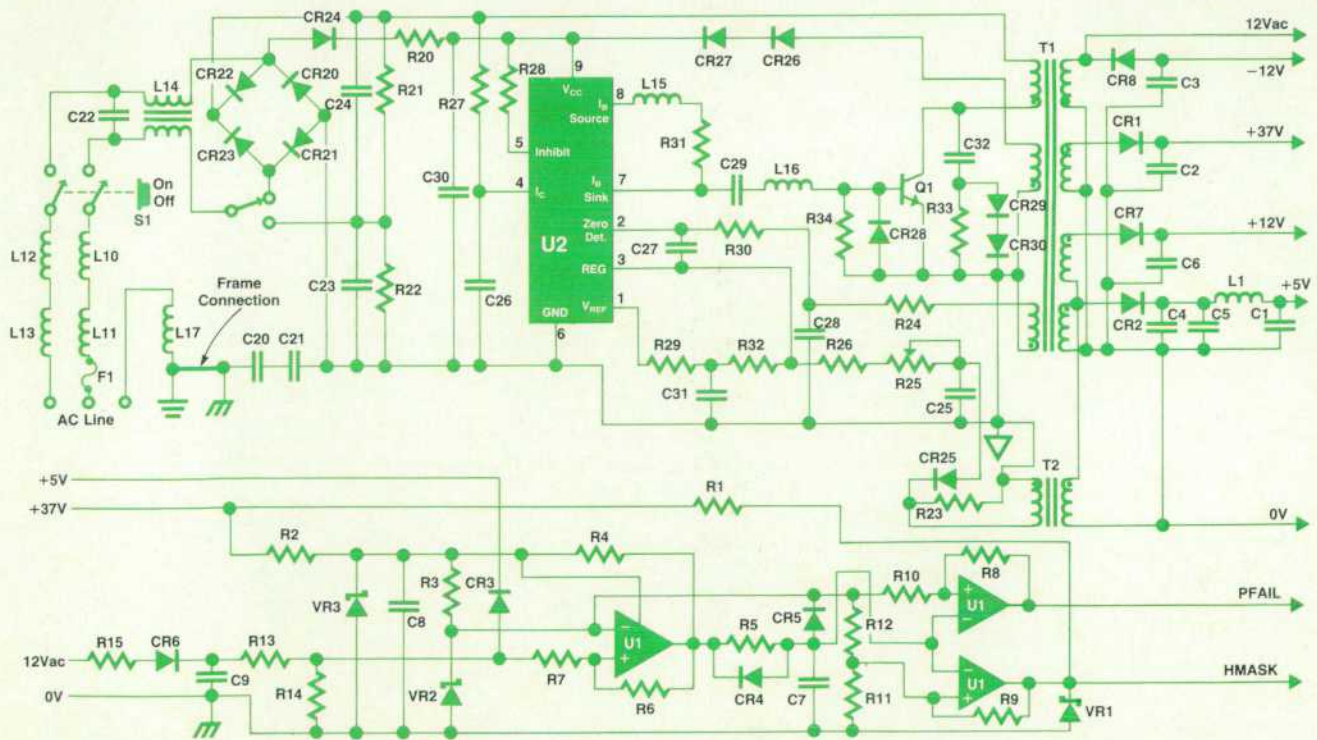 CR24
12Vac
T1
R20
-12V
CR22
CR20
L14
9
CR27
CR26
CR8
C3
C24
R21
R27
R28
VCC
8
L15
C22
IB
Source
CR1
+37V
CR23
CR21
5
Inhibit
R31
C32
C2
On
Off
S1
C30
4
IC
IB
Sink
7
C29
L16
Q1
CR29
R34
CR28
R33
CR7
+12V
Zero
Det.
2
C27
R30
CR30
C6
L12
L10
U2
REG
3
L1
+5V
Frame
Connection
C23
R22
C26
VREF
1
R24
CR2
C4
C5
C1
L13
L11
L17
GND
6
C28
C20
C21
R29
R32
R26
R25
F1
C31
C25
AC Line
CR25
T2
+5V
R1
R23
+37V
0V
R2
R4
R3
CR3
R8
R10
VR3
C8
CR5
R12
U1
PFAIL
R15
CR6
R13
U1
R5
12Vac
R7
U1
HMASK
C9
R14
VR2
R6
CR4
C7
R11
R9
VR1
0V